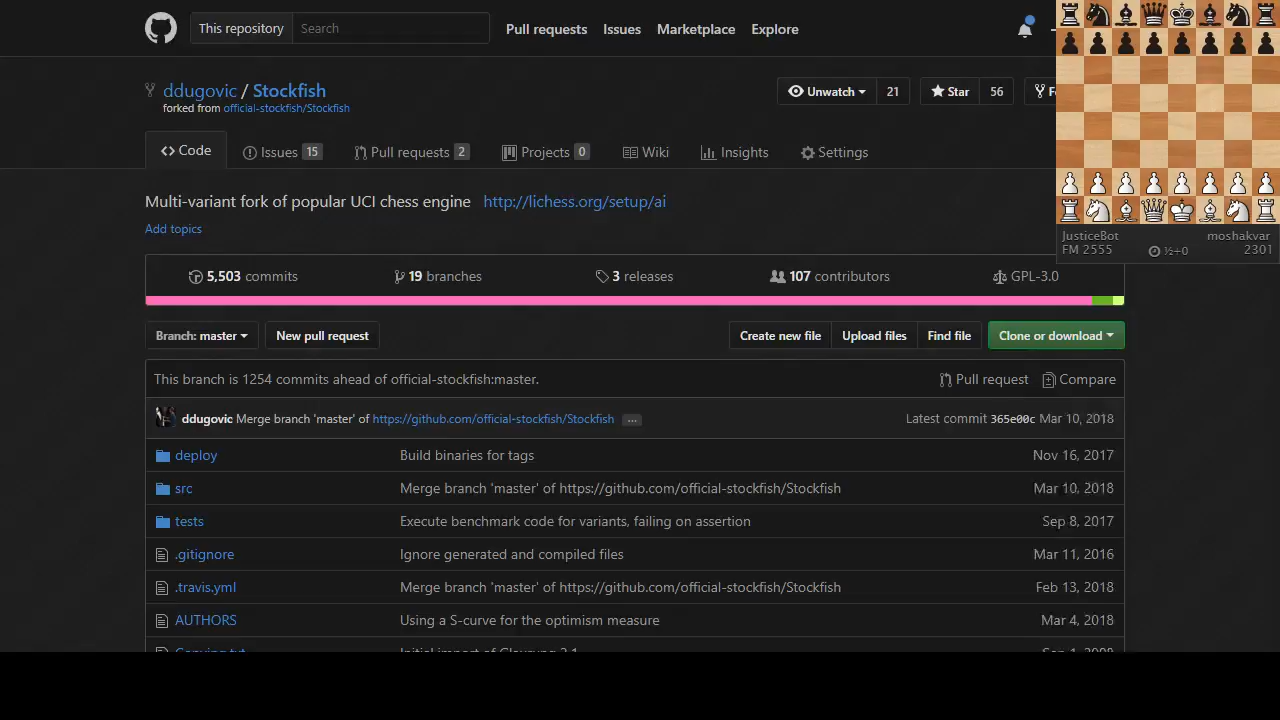 This repository Search Pull requests Issues Marketplace Explore
ddugovic / Stockfish
forked from official-stockfish/Stockfish
Unwatch 21 Star 56
Code Issues 15 Pull requests 2 Projects 0 Wiki Insights Settings
Multi-variant fork of popular UCI chess engine http://lichess.org/setup/ai
Add topics
JusticeBot moshakvar
FM 2555 ½+0 2301
5,503 commits 19 branches 3 releases 107 contributors GPL-3.0
Branch: master New pull request Create new file Upload files Find file Clone or download
This branch is 1254 commits ahead of official-stockfish:master. Pull request Compare
ddugovic Merge branch 'master' of https://github.com/official-stockfish/Stockfish ... Latest commit 365e00c Mar 10, 2018
deploy Build binaries for tags Nov 16, 2017
src Merge branch 'master' of https://github.com/official-stockfish/Stockfish Mar 10, 2018
tests Execute benchmark code for variants, failing on assertion Sep 8, 2017
.gitignore Ignore generated and compiled files Mar 11, 2016
.travis.yml Merge branch 'master' of https://github.com/official-stockfish/Stockfish Feb 13, 2018
AUTHORS Using a S-curve for the optimism measure Mar 4, 2018